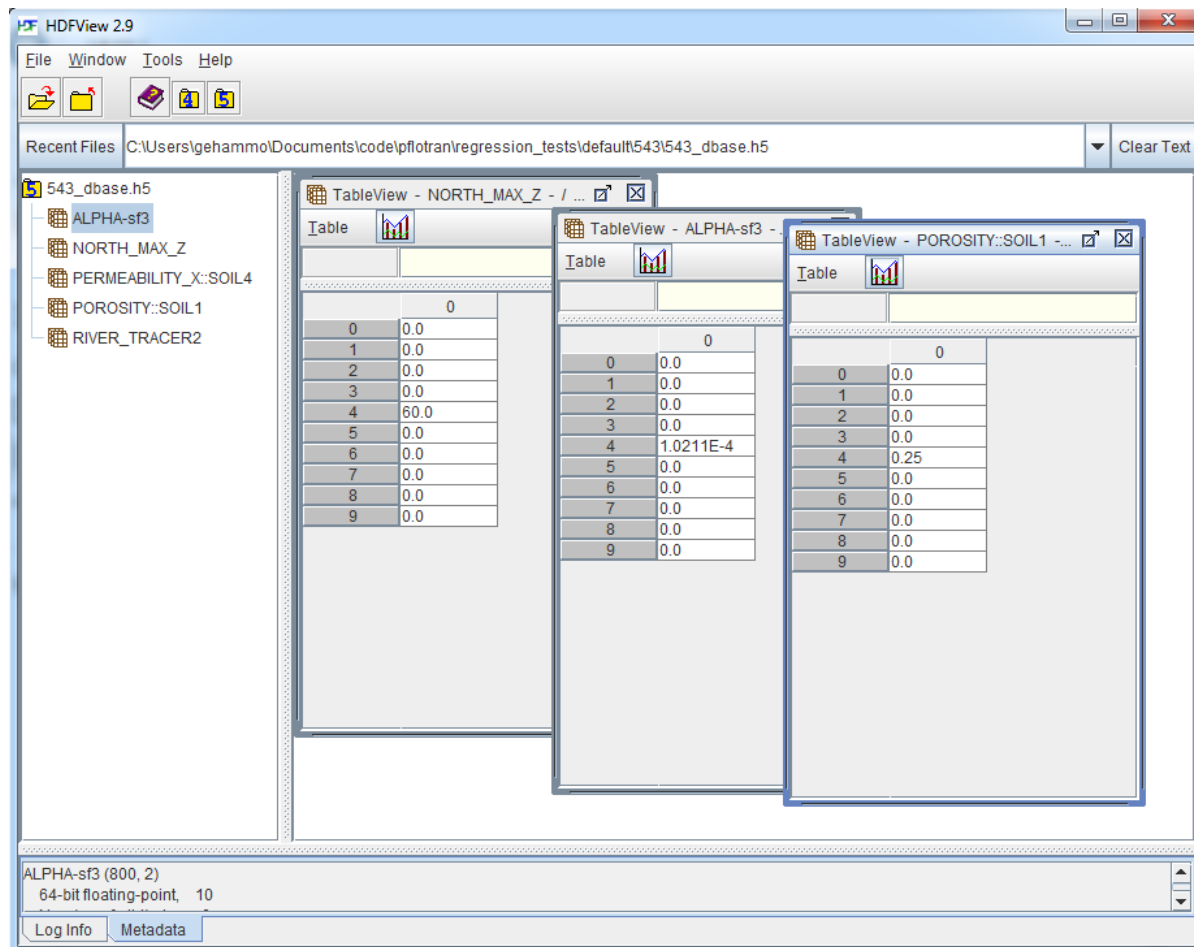 HDFView 2.9
File Window Tools Help
Recent Files C:\Users\gehammo\Documents\code\pflotran\regression_tests\default\543\543_dbase.h5 Clear Text
543_dbase.h5
ALPHA-sf3
NORTH_MAX_Z
PERMEABILITY_X::SOIL4
POROSITY::SOIL1
RIVER_TRACER2
TableView - NORTH_MAX_Z - / ...
Table
0
0 0.0
1 0.0
2 0.0
3 0.0
4 60.0
5 0.0
6 0.0
7 0.0
8 0.0
9 0.0
TableView - ALPHA-sf3 - .
Table
0
0 0.0
1 0.0
2 0.0
3 0.0
4 1.0211E-4
5 0.0
6 0.0
7 0.0
8 0.0
9 0.0
TableView - POROSITY::SOIL1 -...
Table
0
0 0.0
1 0.0
2 0.0
3 0.0
4 0.25
5 0.0
6 0.0
7 0.0
8 0.0
9 0.0
ALPHA-sf3 (800, 2)
64-bit floating-point, 10
Log Info Metadata